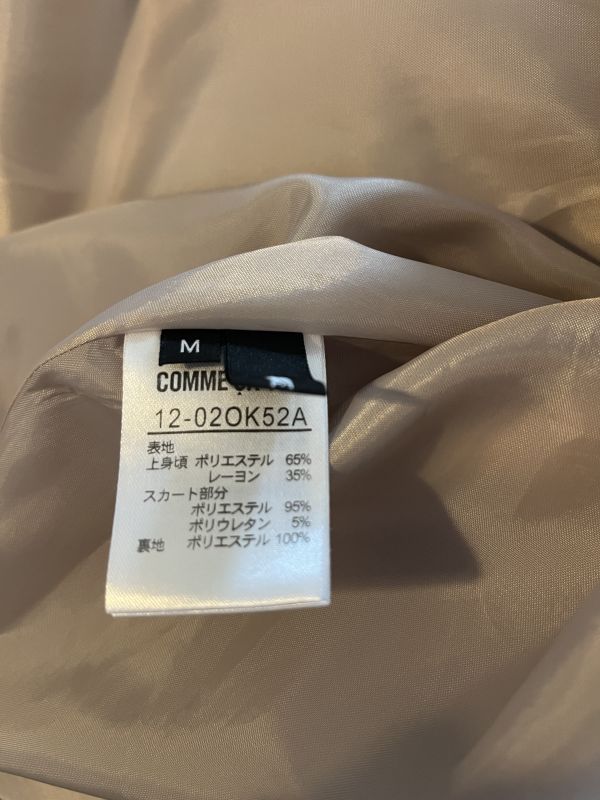 M
COMME
12-02OK52A
表地
上身頃 ポリエステル 65%
レーヨン 35%
スカート部分
ポリエステル 95%
ポリウレタン 5%
裏地 ポリエステル 100%